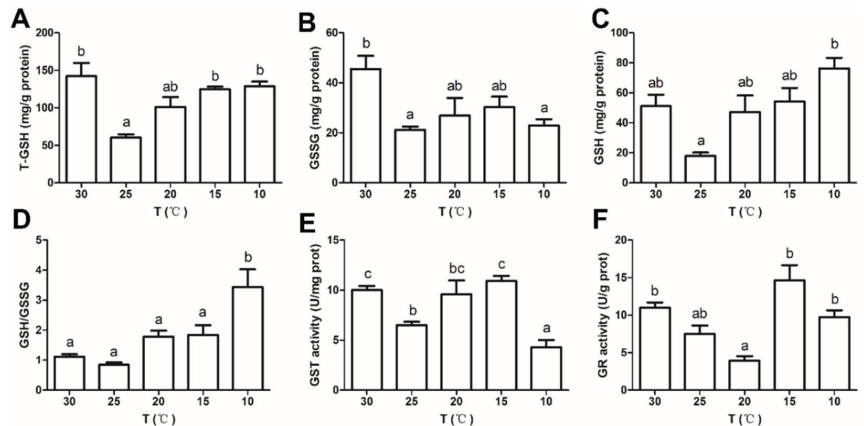 A
T-GSH (mg/g protein)
200
150
100
50
0
b
a
ab
b
b
30 25 20 15 10
T (℃)
B
GSSG (mg/g protein)
80
60
40
20
0
b
a
ab
ab
a
30 25 20 15 10
T (℃)
C
GSH (mg/g protein)
100
80
60
40
20
0
ab
a
ab
ab
b
30 25 20 15 10
T (℃)
D
GSH/GSSG
5
4
3
2
1
0
a
a
a
a
b
30 25 20 15 10
T (℃)
E
GST activity (U/mg prot)
15
10
5
0
c
b
bc
c
a
30 25 20 15 10
T (℃)
F
GR activity (U/g prot)
20
15
10
5
0
b
ab
a
b
b
30 25 20 15 10
T (℃)